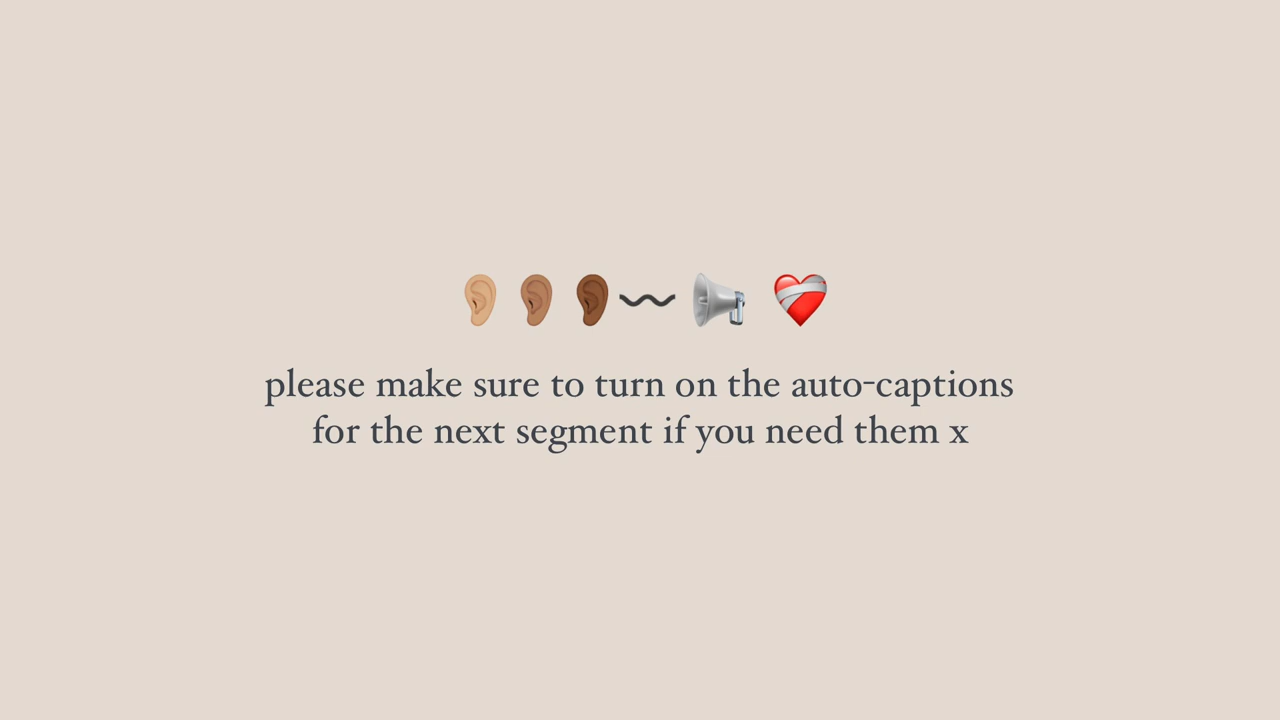 please make sure to turn on the auto-captions
for the next segment if you need them x